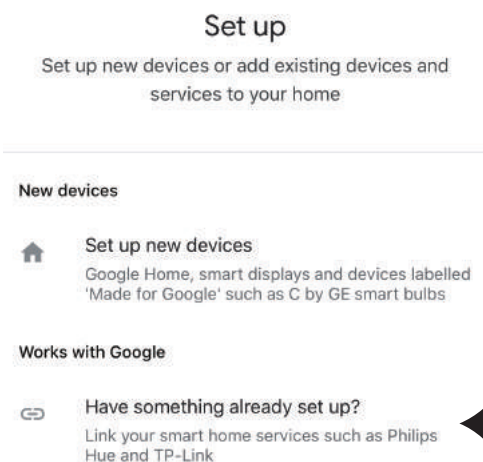 Set up
Set up new devices or add existing devices and
services to your home
New devices
Set up new devices
Google Home, smart displays and devices labelled
'Made for Google' such as C by GE smart bulbs
Works with Google
Have something already set up?
Link your smart home services such as Philips
Hue and TP-Link